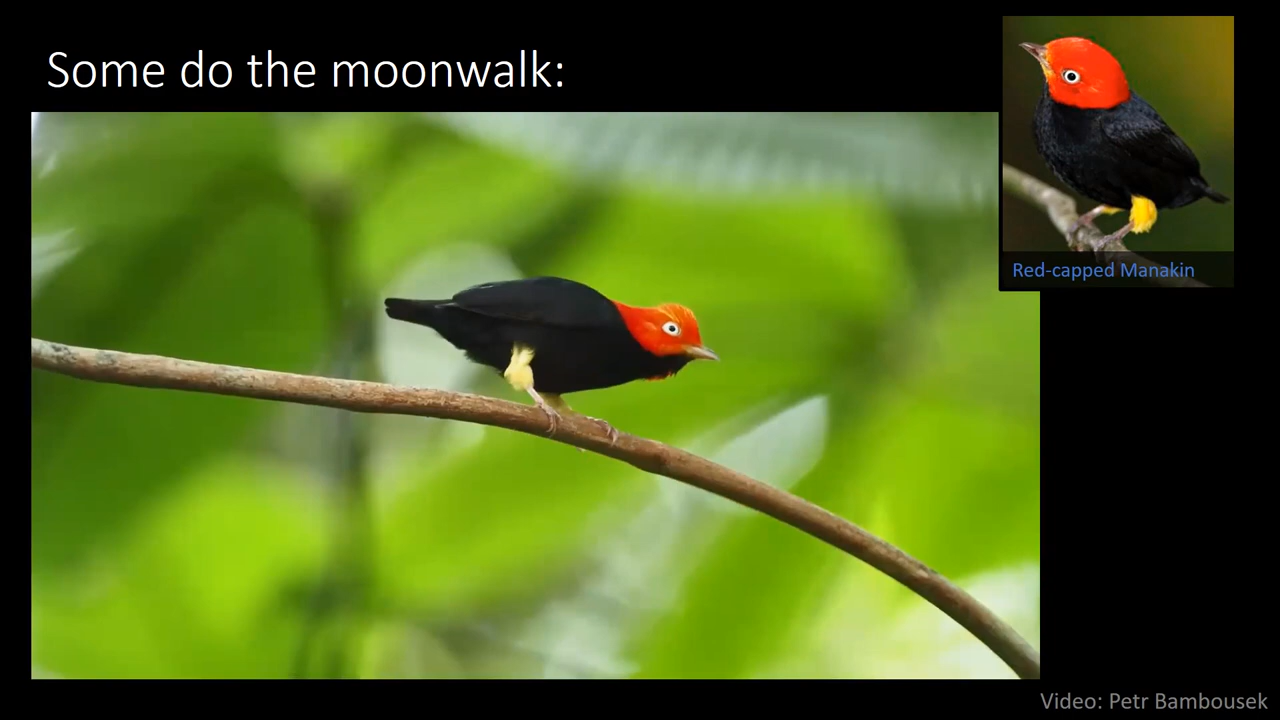 Some do the moonwalk:
Red-capped Manakin
Video: Petr Bambousek